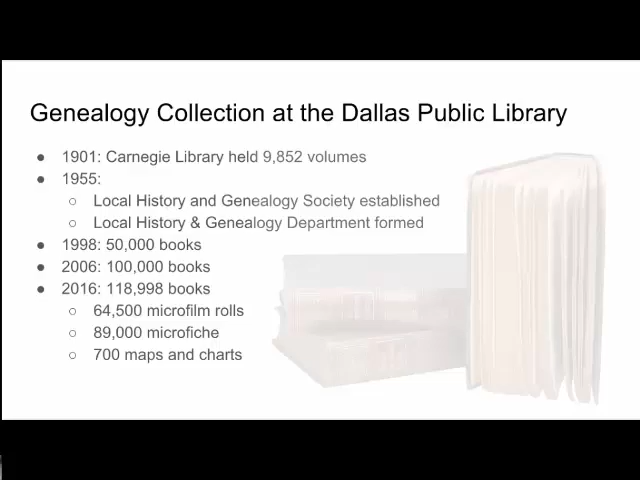 Genealogy Collection at the Dallas Public Library
● 1901: Carnegie Library held 9,852 volumes
● 1955:
○ Local History and Genealogy Society established
○ Local History & Genealogy Department formed
● 1998: 50,000 books
● 2006: 100,000 books
● 2016: 118,998 books
○ 64,500 microfilm rolls
○ 89,000 microfiche
○ 700 maps and charts